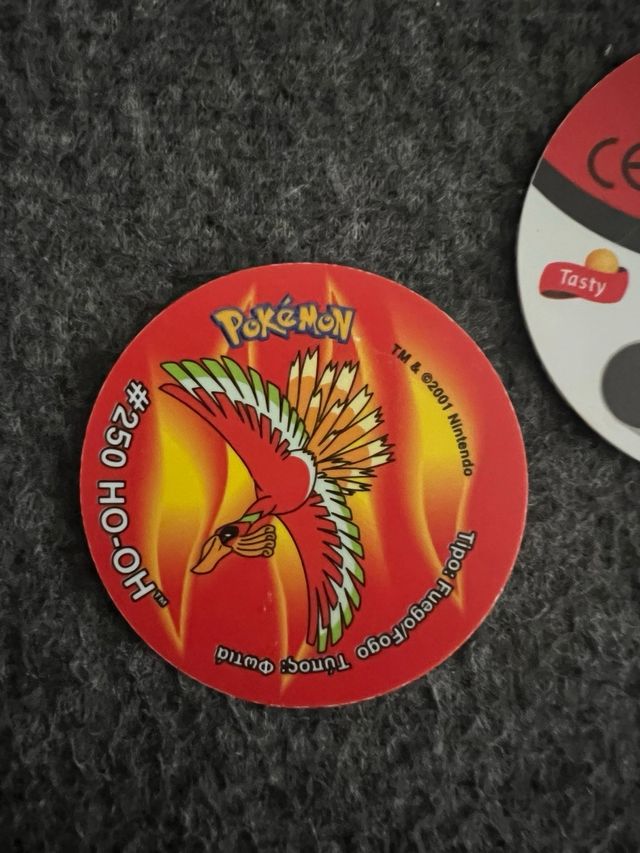 POKéMON
TM & ©2001 Nintendo
#250 HO-OH™
Tipo: Fuego/Fogo Τύπος: Φωτιά
CE
Tasty